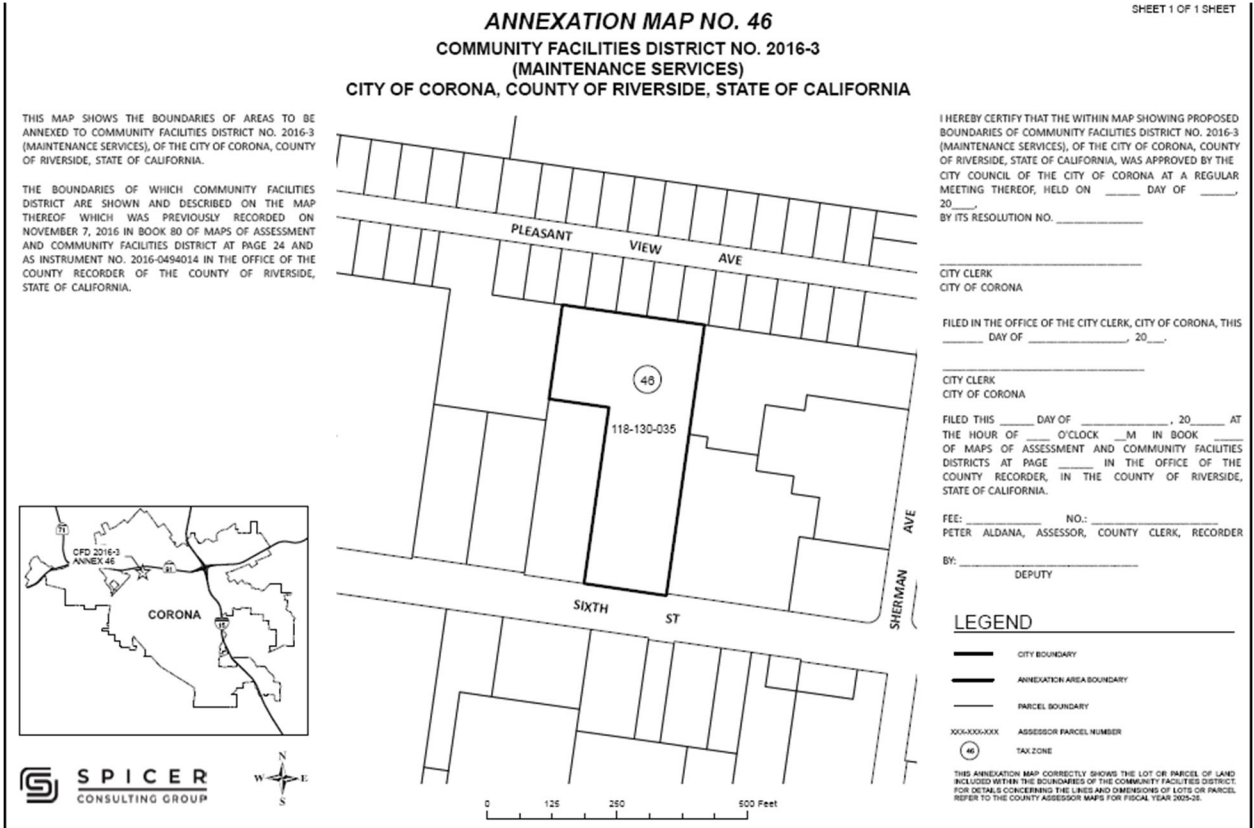 SHEET 1 OF 1 SHEET
ANNEXATION MAP NO. 46
COMMUNITY FACILITIES DISTRICT NO. 2016-3
(MAINTENANCE SERVICES)
CITY OF CORONA, COUNTY OF RIVERSIDE, STATE OF CALIFORNIA
THIS MAP SHOWS THE BOUNDARIES OF AREAS TO BE
ANNEXED TO COMMUNITY FACILITIES DISTRICT NO. 2016-3
(MAINTENANCE SERVICES), OF THE CITY OF CORONA, COUNTY
OF RIVERSIDE, STATE OF CALIFORNIA.
THE BOUNDARIES OF WHICH COMMUNITY FACILITIES
DISTRICT ARE SHOWN AND DESCRIBED ON THE MAP
THEREOF WHICH WAS PREVIOUSLY RECORDED ON
NOVEMBER 7, 2016 IN BOOK 80 OF MAPS OF ASSESSMENT
AND COMMUNITY FACILITIES DISTRICT AT PAGE 24 AND
AS INSTRUMENT NO. 2016-0494014 IN THE OFFICE OF THE
COUNTY RECORDER OF THE COUNTY OF RIVERSIDE,
STATE OF CALIFORNIA.
PLEASANT VIEW AVE
46
118-130-035
SHERMAN AVE
SIXTH ST
71
CFD 2016-3
ANNEX 46
91
CORONA
15
SPICER
CONSULTING GROUP
N
W E
S
0 125 250 500 Feet
I HEREBY CERTIFY THAT THE WITHIN MAP SHOWING PROPOSED
BOUNDARIES OF COMMUNITY FACILITIES DISTRICT NO. 2016-3
(MAINTENANCE SERVICES), OF THE CITY OF CORONA, COUNTY
OF RIVERSIDE, STATE OF CALIFORNIA, WAS APPROVED BY THE
CITY COUNCIL OF THE CITY OF CORONA AT A REGULAR
MEETING THEREOF, HELD ON _____ DAY OF _____,
20____,
BY ITS RESOLUTION NO. _______________
CITY CLERK
CITY OF CORONA
FILED IN THE OFFICE OF THE CITY CLERK, CITY OF CORONA, THIS
______ DAY OF ________________, 20___.
CITY CLERK
CITY OF CORONA
FILED THIS _____ DAY OF ______________, 20_____ AT
THE HOUR OF ____ O'CLOCK __M IN BOOK _____
OF MAPS OF ASSESSMENT AND COMMUNITY FACILITIES
DISTRICTS AT PAGE _____ IN THE OFFICE OF THE
COUNTY RECORDER, IN THE COUNTY OF RIVERSIDE,
STATE OF CALIFORNIA.
FEE: ____________ NO.: ____________________
PETER ALDANA, ASSESSOR, COUNTY CLERK, RECORDER
BY: _____________________________
DEPUTY
LEGEND
CITY BOUNDARY
ANNEXATION AREA BOUNDARY
PARCEL BOUNDARY
XXX-XXX-XXX ASSESSOR PARCEL NUMBER
46 TAX ZONE
THIS ANNEXATION MAP CORRECTLY SHOWS THE LOT OR PARCEL OF LAND
INCLUDED WITHIN THE BOUNDARIES OF THE COMMUNITY FACILITIES DISTRICT.
FOR DETAILS CONCERNING THE LINES AND DIMENSIONS OF LOTS OR PARCEL
REFER TO THE COUNTY ASSESSOR MAPS FOR FISCAL YEAR 2025-26.